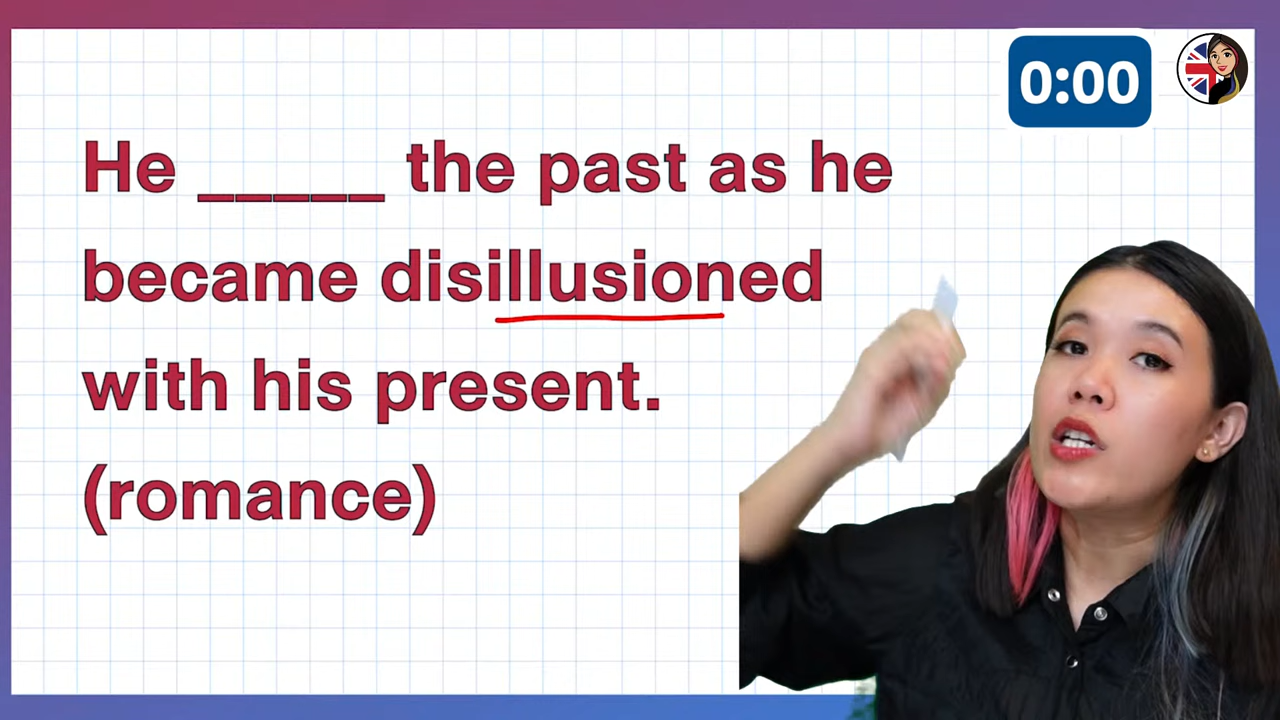 0:00
He _____ the past as he
became disillusioned
with his present.
(romance)